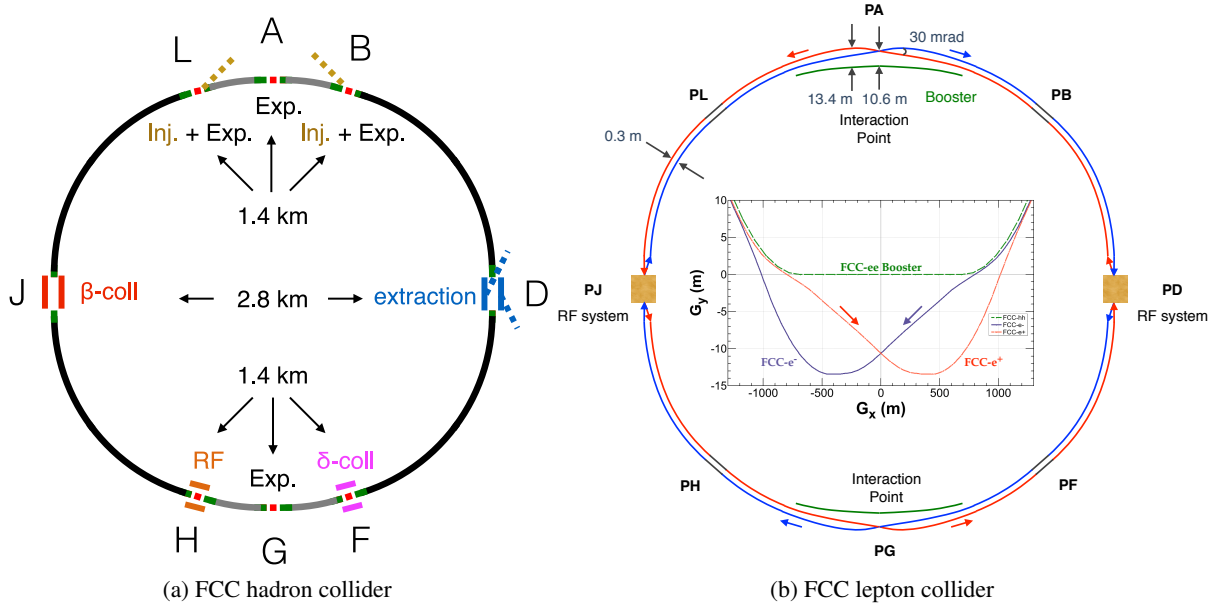 A
L
B
Exp.
Inj. + Exp.
Inj. + Exp.
1.4 km
J
β-coll
2.8 km
extraction
D
1.4 km
RF
Exp.
δ-coll
H
G
F
(a) FCC hadron collider
PA
30 mrad
13.4 m
10.6 m
Booster
Interaction
Point
PL
PB
0.3 m
10
5
0
-5
-10
-15
Gy (m)
FCC-ee Booster
FCC-hh
FCC-e-
FCC-e+
FCC-e⁻
FCC-e⁺
-1000
-500
0
500
1000
Gx (m)
PJ
RF system
PD
RF system
Interaction
Point
PH
PF
PG
(b) FCC lepton collider